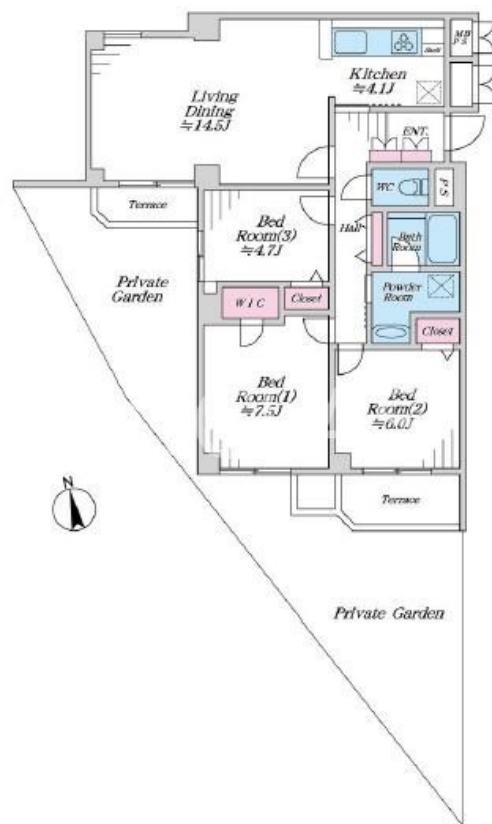 MB
P.S
Shelf
Kitchen
≒4.1J
Living
Dining
≒14.5J
ENT.
WC
P.S
Terrace
Bed
Room(3)
≒4.7J
Hall
Bath
Room
Private
Garden
Powder
Room
WIC
Closet
Closet
Bed
Room(1)
≒7.5J
Bed
Room(2)
≒6.0J
N
Terrace
Private Garden